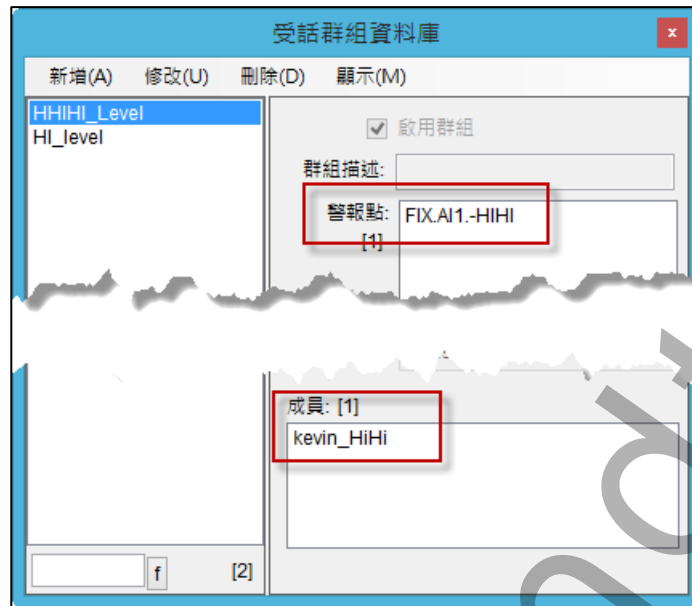 受話群組資料庫
x
新增(A) 修改(U) 刪除(D) 顯示(M)
HHIHI_Level
HI_level
啟用群組
群組描述:
警報點: FIX.AI1.-HIHI
[1]
成員: [1]
kevin_HiHi
f [2]